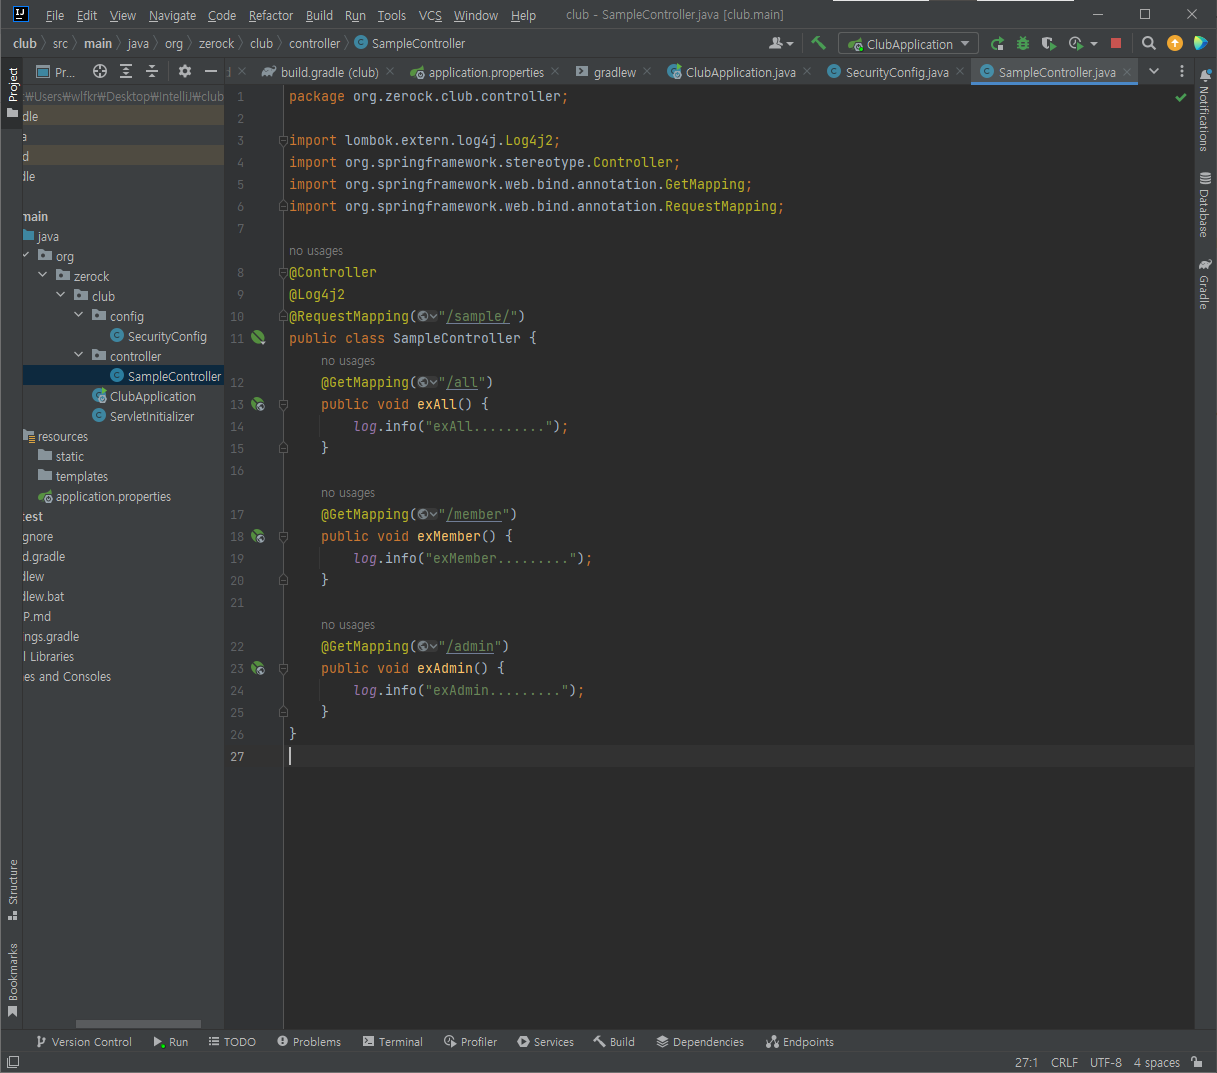 File Edit View Navigate Code Refactor Build Run Tools VCS Window Help club - SampleController.java [club.main]
club src main java org zerock club controller SampleController ClubApplication
Project Pr... build.gradle (club) application.properties gradlew ClubApplication.java SecurityConfig.java SampleController.java
₩Users₩wlfkr₩Desktop₩IntelliJ₩club
dle
a
d
dle
main
java
org
zerock
club
config
SecurityConfig
controller
SampleController
ClubApplication
ServletInitializer
resources
static
templates
application.properties
test
gnore
d.gradle
dlew
dlew.bat
P.md
ngs.gradle
l Libraries
es and Consoles
Structure
Bookmarks
1 package org.zerock.club.controller;
2
3 import lombok.extern.log4j.Log4j2;
4 import org.springframework.stereotype.Controller;
5 import org.springframework.web.bind.annotation.GetMapping;
6 import org.springframework.web.bind.annotation.RequestMapping;
7
no usages
8 @Controller
9 @Log4j2
10 @RequestMapping("/sample/")
11 public class SampleController {
no usages
12 @GetMapping("/all")
13 public void exAll() {
14 log.info("exAll.........");
15 }
16
no usages
17 @GetMapping("/member")
18 public void exMember() {
19 log.info("exMember.........");
20 }
21
no usages
22 @GetMapping("/admin")
23 public void exAdmin() {
24 log.info("exAdmin.........");
25 }
26 }
27
Notifications
Database
Gradle
Version Control Run TODO Problems Terminal Profiler Services Build Dependencies Endpoints
27:1 CRLF UTF-8 4 spaces